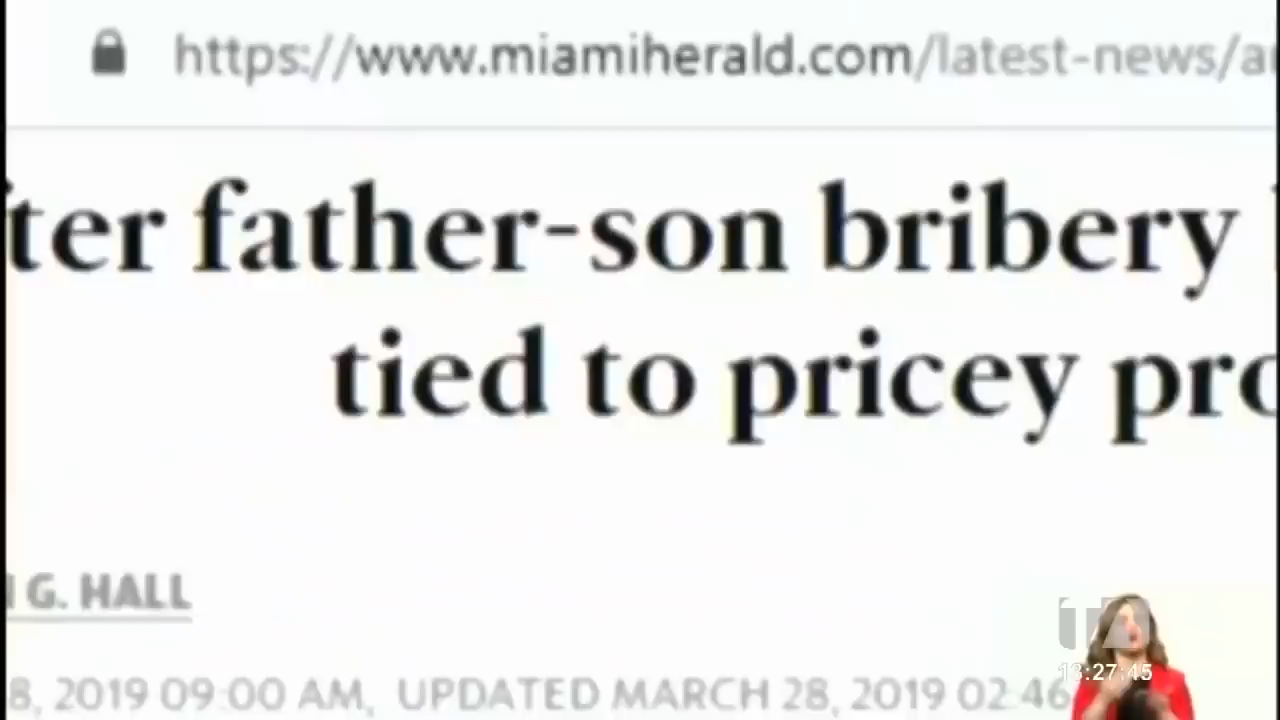 https://www.miamiherald.com/latest-news/a
ter father-son bribery
tied to pricey pro
G. HALL
8, 2019 09:00 AM, UPDATED MARCH 28, 2019 02:46
13:27:45